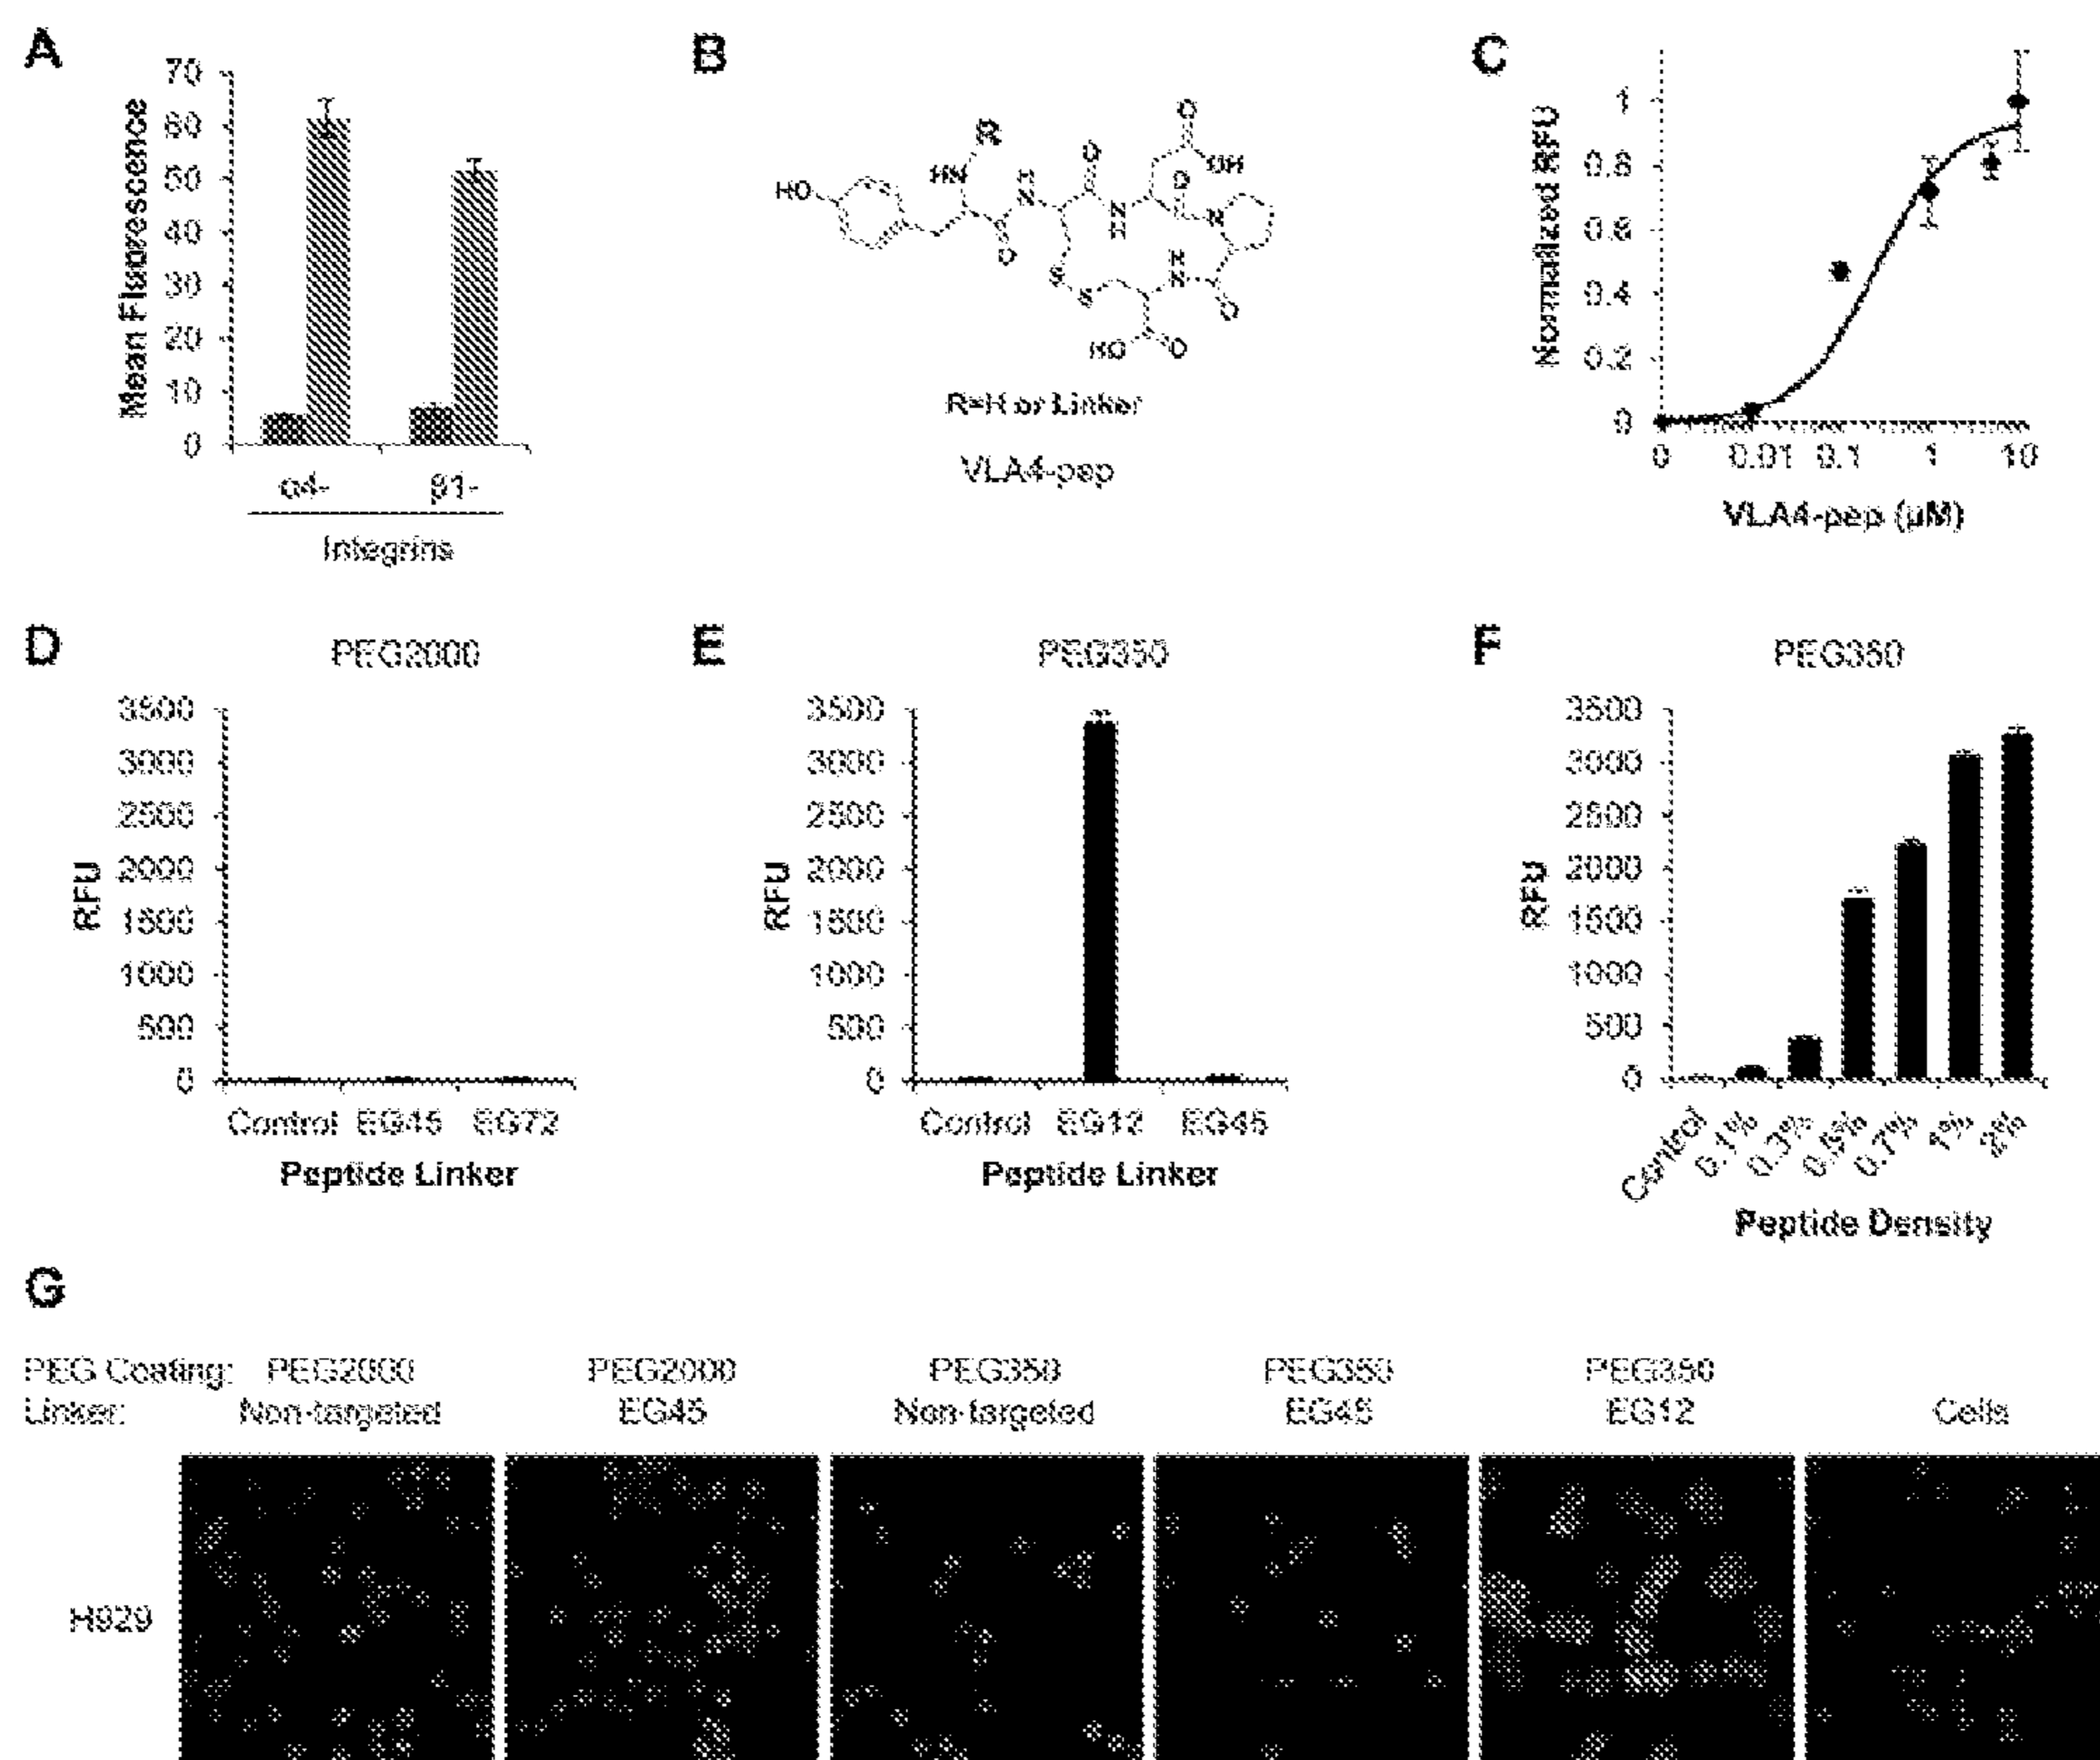 A
70
60
50
40
30
20
10
0
Mean Fluorescence
α4-
β1-
Integrins
B
R
HN
HO
H
N
O
O
OH
O
N
H
N
O
S
S
H
N
O
HO
O
R=H or Linker
VLA4-pep
C
1
0.8
0.6
0.4
0.2
0
Normalized RFU
0 0.01 0.1 1 10
VLA4-pep (μM)
D
PEG2000
3500
3000
2500
2000
1500
1000
500
0
RFU
Control EG45 EG72
Peptide Linker
E
PEG350
3500
3000
2500
2000
1500
1000
500
0
RFU
Control EG12 EG45
Peptide Linker
F
PEG350
3500
3000
2500
2000
1500
1000
500
0
RFU
Control 0.1% 0.3% 0.5% 0.7% 1% 2%
Peptide Density
G
PEG Coating: PEG2000 PEG2000 PEG350 PEG350 PEG350
Linker: Non-targeted EG45 Non-targeted EG45 EG12 Cells
H929